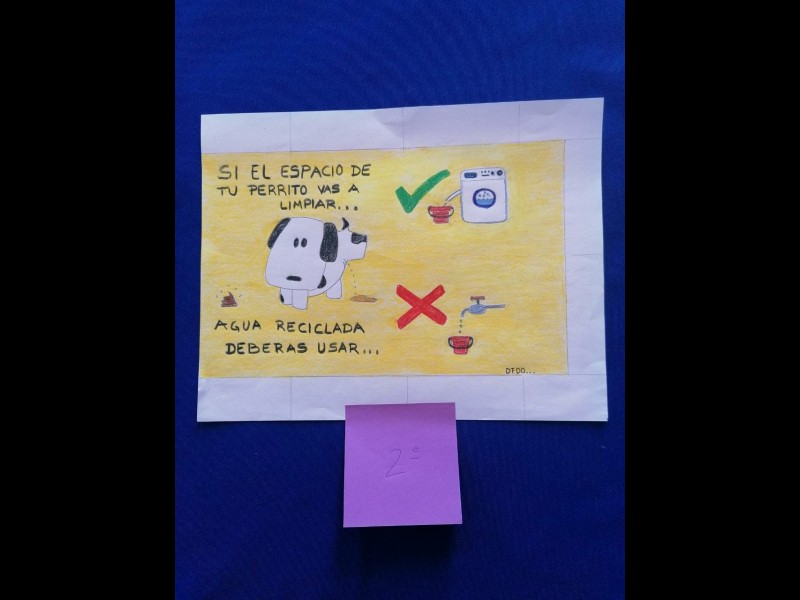 SI EL ESPACIO DE
TU PERRITO VAS A
LIMPIAR...
AGUA RECICLADA
DEBERAS USAR...
DFDO...
2º